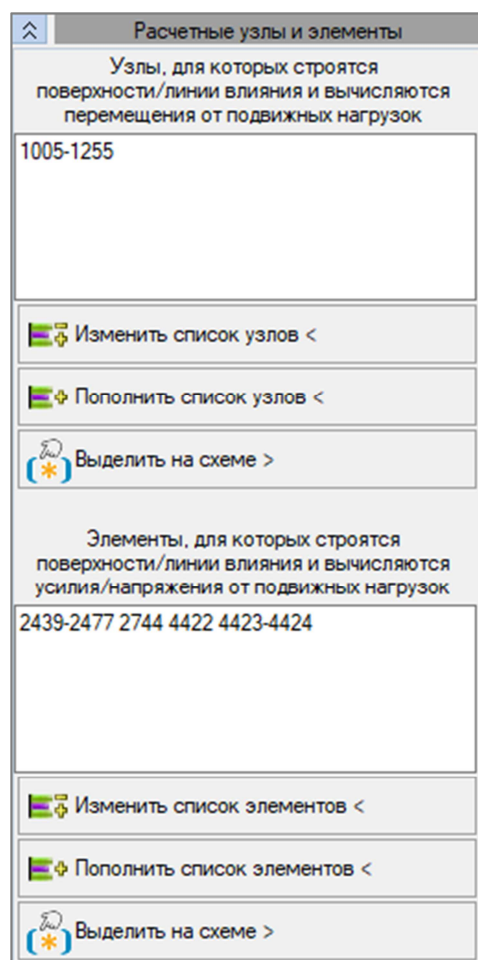 Расчетные узлы и элементы
Узлы, для которых строятся
поверхности/линии влияния и вычисляются
перемещения от подвижных нагрузок
1005-1255
Изменить список узлов <
Пополнить список узлов <
Выделить на схеме >
Элементы, для которых строятся
поверхности/линии влияния и вычисляются
усилия/напряжения от подвижных нагрузок
2439-2477 2744 4422 4423-4424
Изменить список элементов <
Пополнить список элементов <
Выделить на схеме >